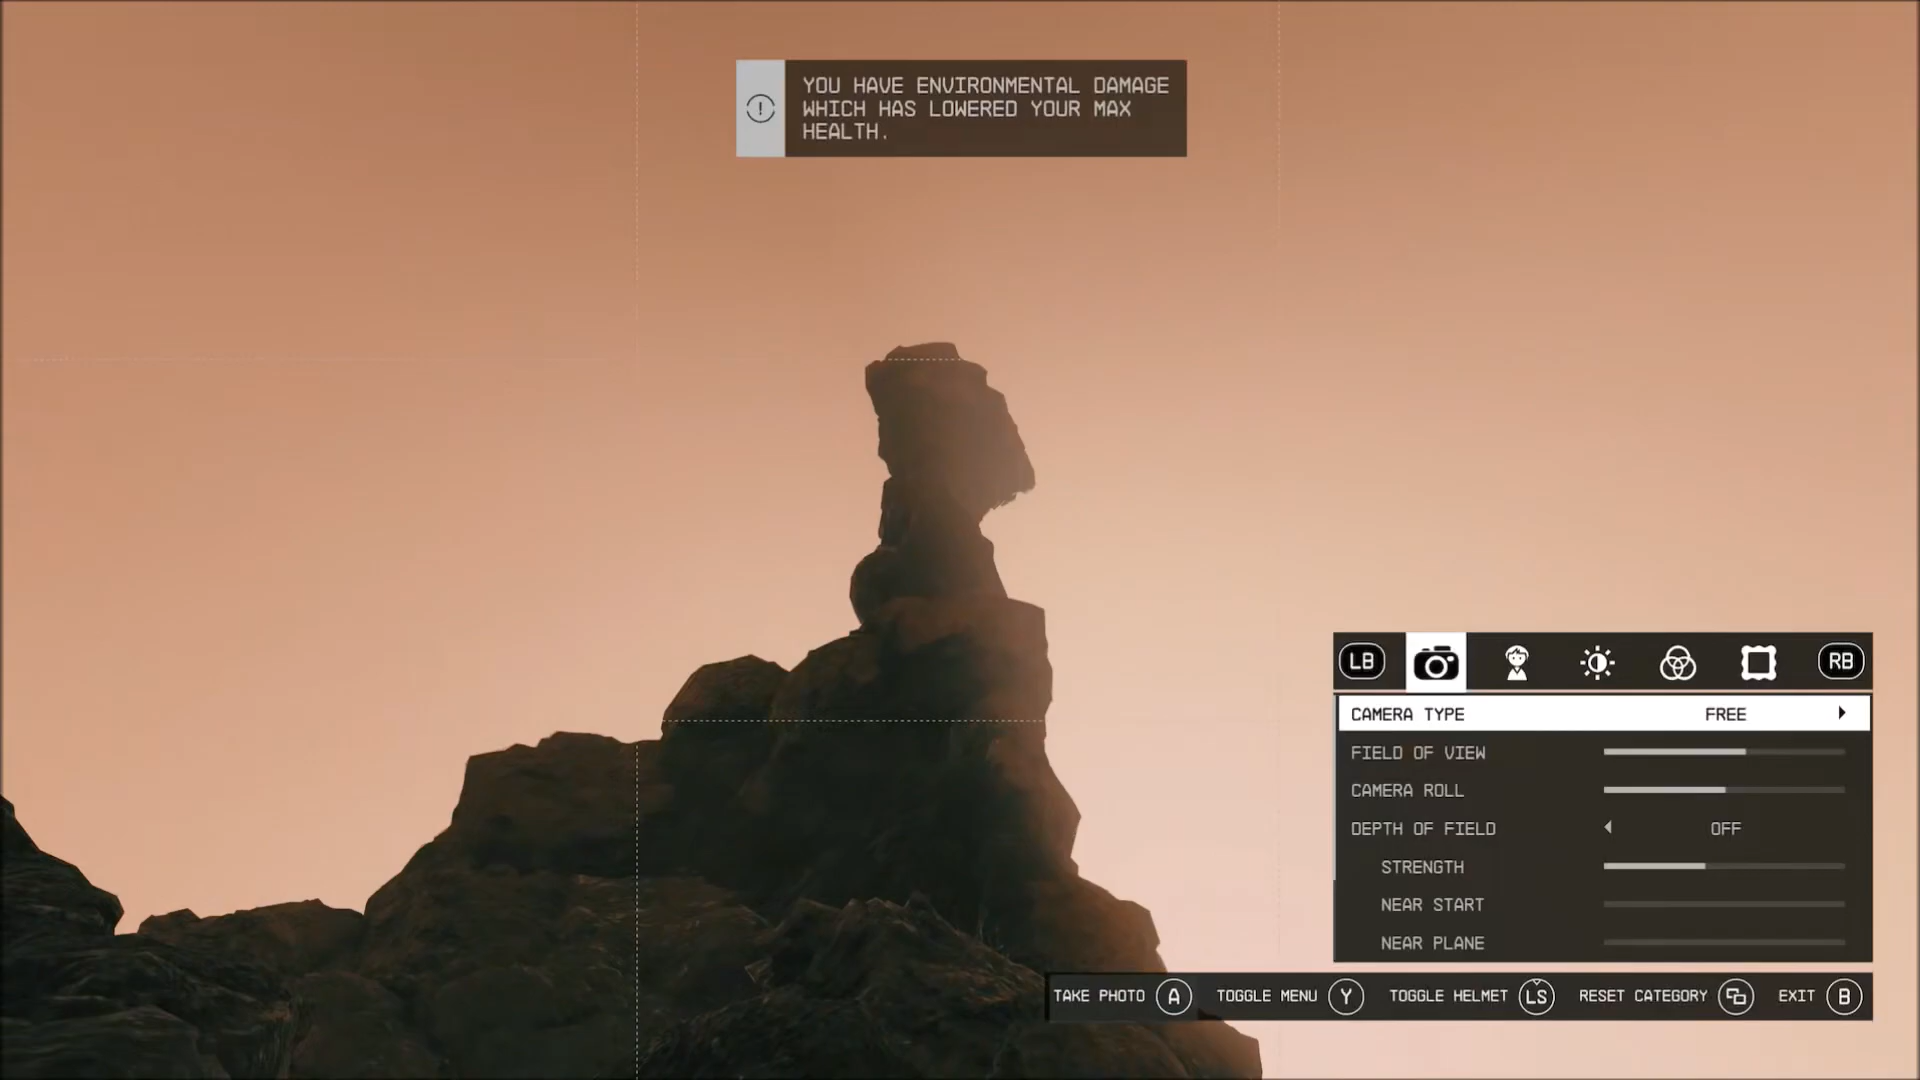 YOU HAVE ENVIRONMENTAL DAMAGE
WHICH HAS LOWERED YOUR MAX
HEALTH.
LB RB
CAMERA TYPE FREE
FIELD OF VIEW
CAMERA ROLL
DEPTH OF FIELD OFF
STRENGTH
NEAR START
NEAR PLANE
TAKE PHOTO A TOGGLE MENU Y TOGGLE HELMET LS RESET CATEGORY EXIT B